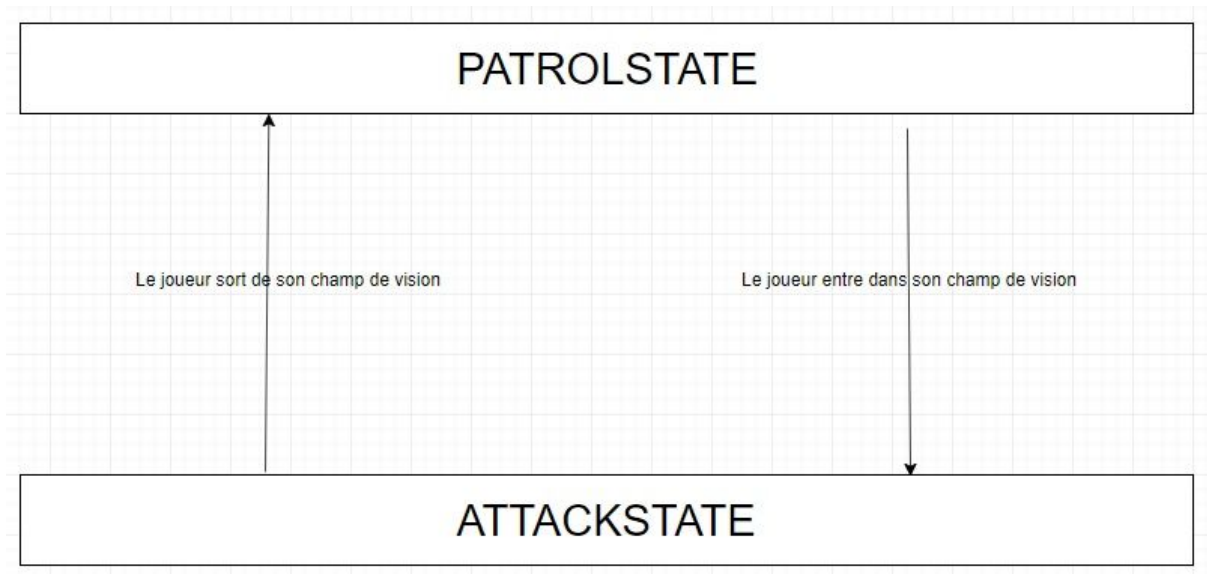 PATROLSTATE
Le joueur sort de son champ de vision
Le joueur entre dans son champ de vision
ATTACKSTATE